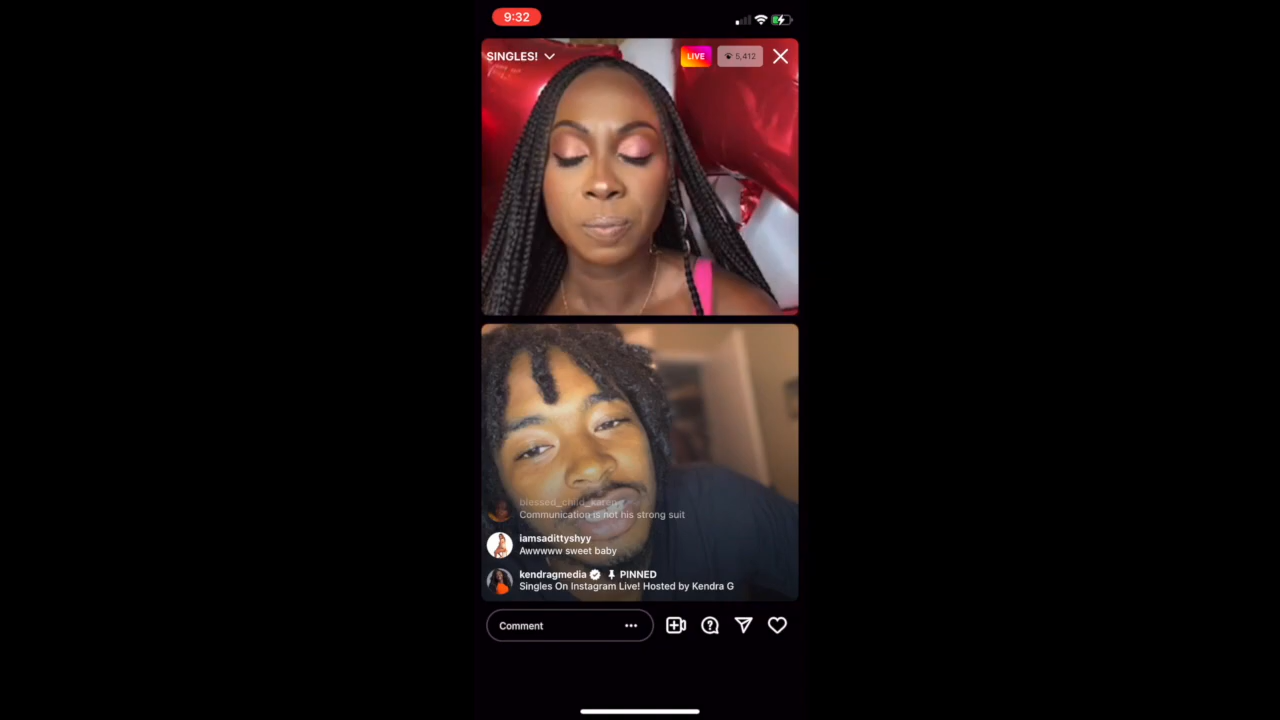 9:32
SINGLES!
LIVE
5,412
Communication is not his strong suit
iamsadittyshyy
Awwwww sweet baby
kendragmedia PINNED
Singles On Instagram Live! Hosted by Kendra G
Comment